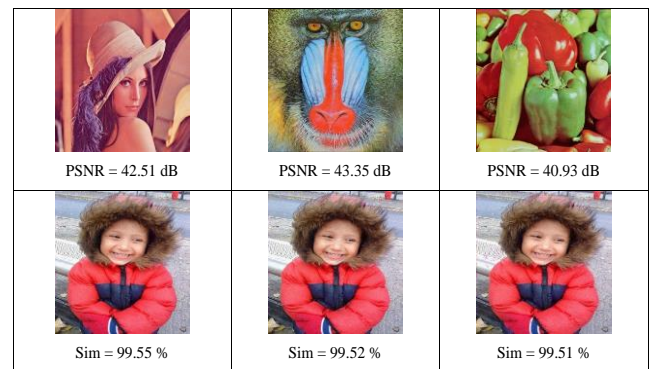 PSNR = 42.51 dB
PSNR = 43.35 dB
PSNR = 40.93 dB
Sim = 99.55 %
Sim = 99.52 %
Sim = 99.51 %